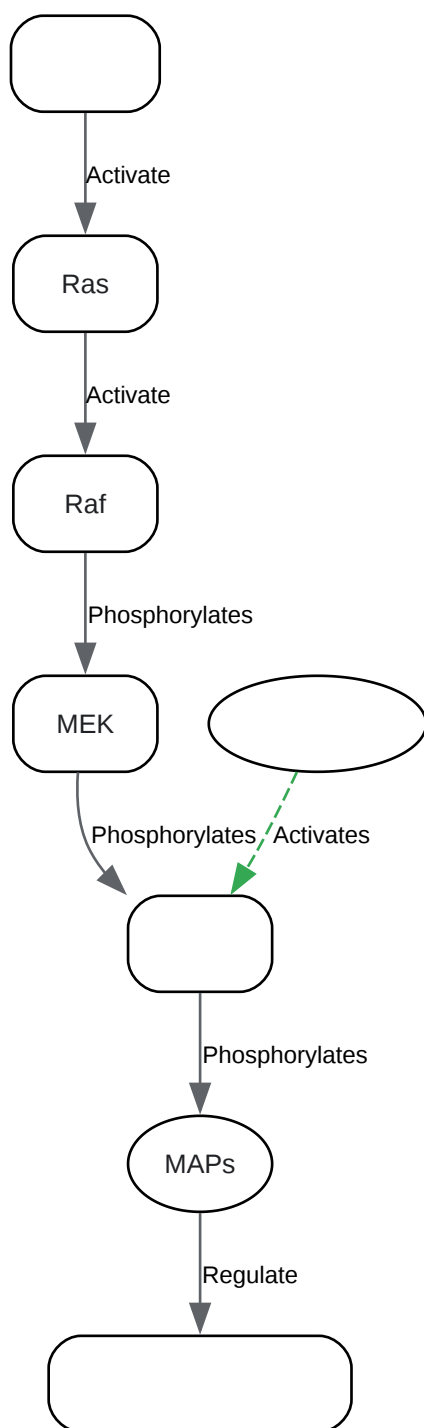 Activate
Ras
Activate
Raf
Phosphorylates
MEK
Phosphorylates
Activates
Phosphorylates
MAPs
Regulate